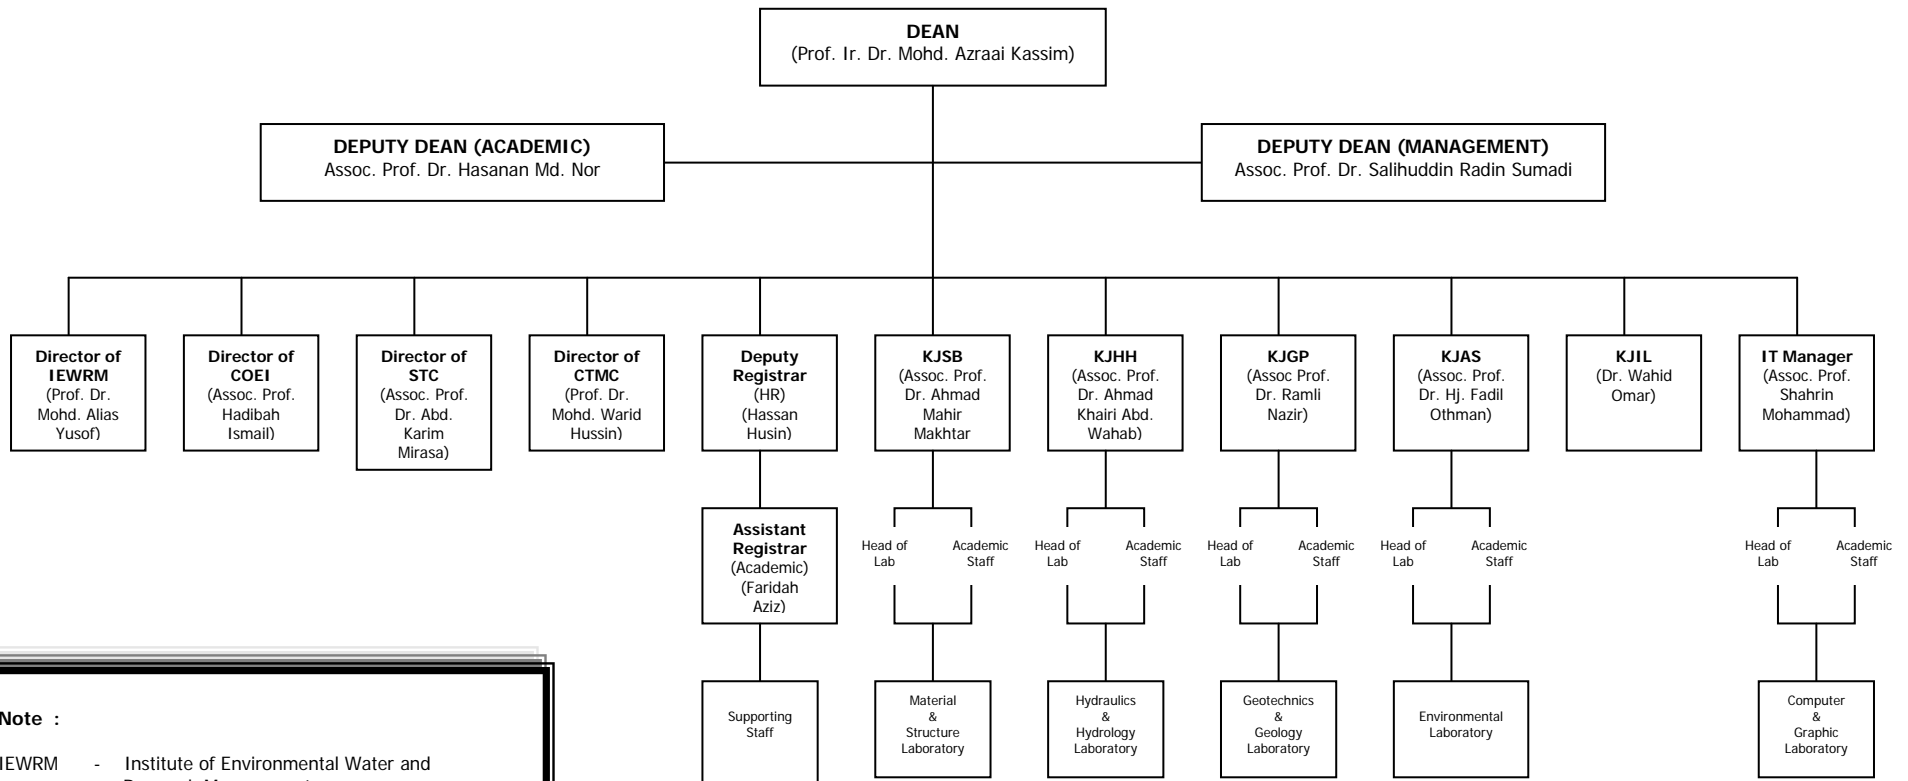 DEAN
(Prof. Ir. Dr. Mohd. Azraai Kassim)
DEPUTY DEAN (ACADEMIC)
Assoc. Prof. Dr. Hasanan Md. Nor
DEPUTY DEAN (MANAGEMENT)
Assoc. Prof. Dr. Salihuddin Radin Sumadi
Director of
IEWRM
(Prof. Dr.
Mohd. Alias
Yusof)
Director of
COEI
(Assoc. Prof.
Hadibah
Ismail)
Director of
STC
(Assoc. Prof.
Dr. Abd.
Karim
Mirasa)
Director of
CTMC
(Prof. Dr.
Mohd. Warid
Hussin)
Deputy
Registrar
(HR)
(Hassan
Husin)
KJSB
(Assoc. Prof.
Dr. Ahmad
Mahir
Makhtar
KJHH
(Assoc. Prof.
Dr. Ahmad
Khairi Abd.
Wahab)
KJGP
(Assoc Prof.
Dr. Ramli
Nazir)
KJAS
(Assoc. Prof.
Dr. Hj. Fadil
Othman)
KJIL
(Dr. Wahid
Omar)
IT Manager
(Assoc. Prof.
Shahrin
Mohammad)
Assistant
Registrar
(Academic)
(Faridah
Aziz)
Head of
Lab
Academic
Staff
Head of
Lab
Academic
Staff
Head of
Lab
Academic
Staff
Head of
Lab
Academic
Staff
Head of
Lab
Academic
Staff
Supporting
Staff
Material
&
Structure
Laboratory
Hydraulics
&
Hydrology
Laboratory
Geotechnics
&
Geology
Laboratory
Environmental
Laboratory
Computer
&
Graphic
Laboratory
Note :
IEWRM - Institute of Environmental Water and